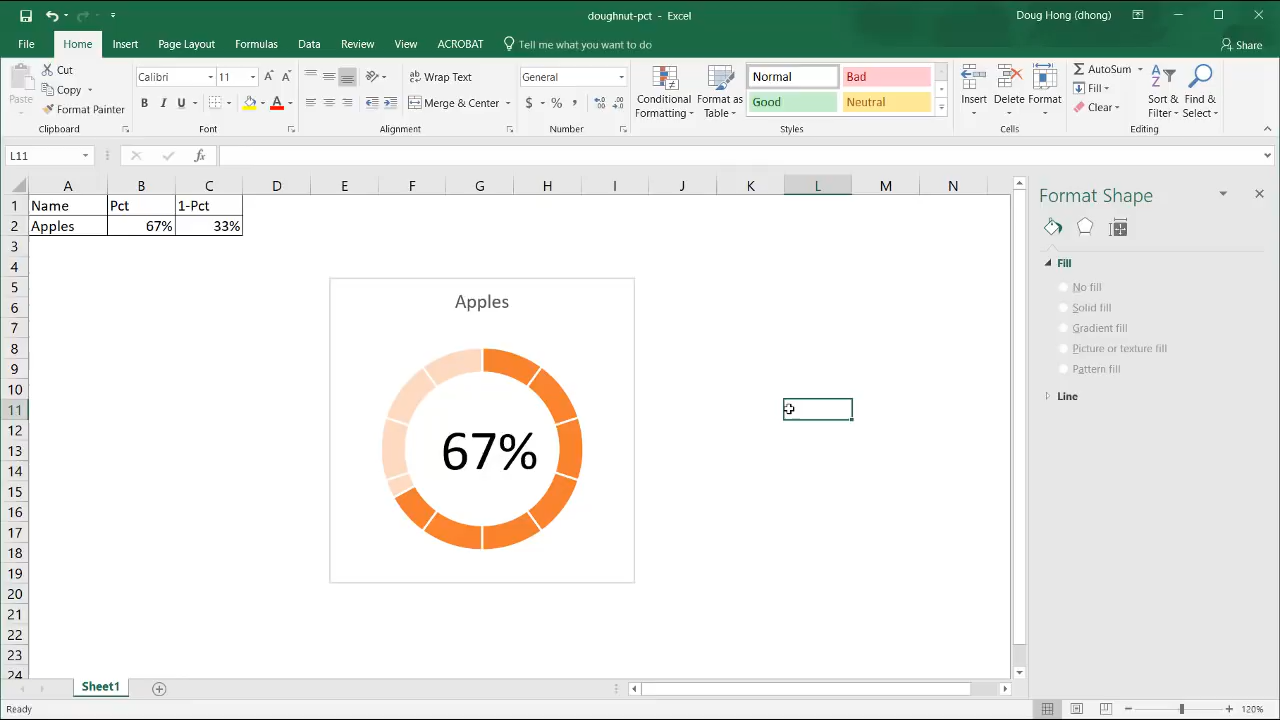 doughnut-pct - Excel
Doug Hong (dhong)
File Home Insert Page Layout Formulas Data Review View ACROBAT Tell me what you want to do
Share
Paste
Cut
Copy
Format Painter
Clipboard
Calibri 11 A A
B I U A
Font
ab Wrap Text
Merge & Center
Alignment
General
$ % ,
Number
Conditional Formatting
Format as Table
Normal Bad
Good Neutral
Styles
Insert Delete Format
Cells
AutoSum
Fill
Clear
Sort & Filter
Find & Select
Editing
L11 fx
A B C D E F G H I J K L M N
1 Name Pct 1-Pct
2 Apples 67% 33%
3
4
5
6
7
8
9
10
11
12
13
14
15
16
17
18
19
20
21
22
23
24
Apples
67%
Format Shape
Fill
No fill
Solid fill
Gradient fill
Picture or texture fill
Pattern fill
Line
Sheet1
Ready
120%